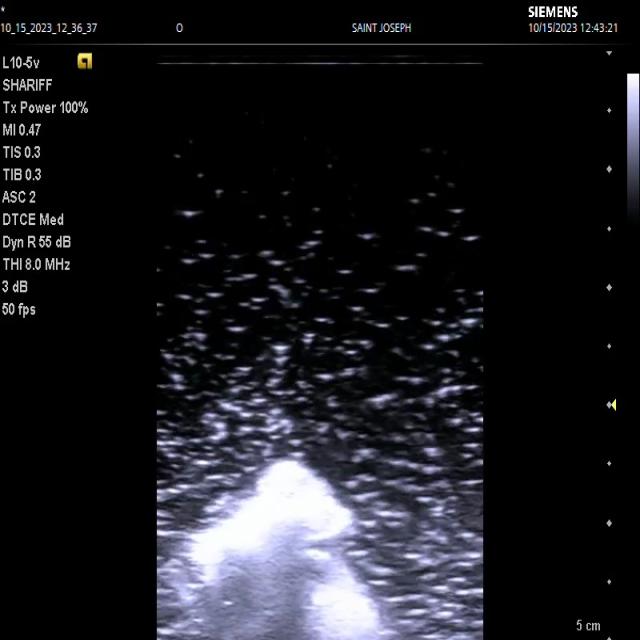 *
SIEMENS
10_15_2023_12_36_37 O SAINT JOSEPH 10/15/2023 12:43:21
L10-5v
SHARIFF
Tx Power 100%
MI 0.47
TIS 0.3
TIB 0.3
ASC 2
DTCE Med
Dyn R 55 dB
THI 8.0 MHz
3 dB
50 fps
5 cm